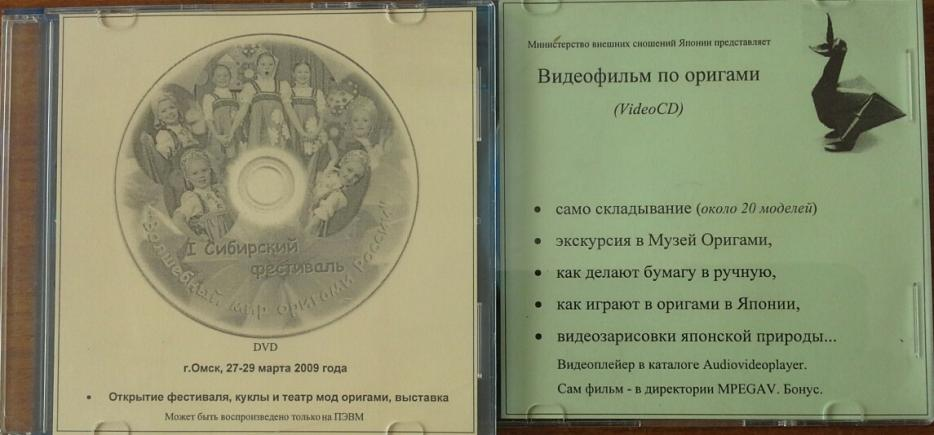 I Сибирский
фестиваль
"Волшебный мир оригами России"
DVD
г.Омск, 27-29 марта 2009 года
• Открытие фестиваля, куклы и театр мод оригами, выставка
Может быть воспроизведено только на ПЭВМ
Министерство внешних сношений Японии представляет
Видеофильм по оригами
(VideoCD)
• само складывание (около 20 моделей)
• экскурсия в Музей Оригами,
• как делают бумагу в ручную,
• как играют в оригами в Японии,
• видеозарисовки японской природы...
Видеоплейер в каталоге Audiovideoplayer.
Сам фильм - в директории MPEGAV. Бонус.